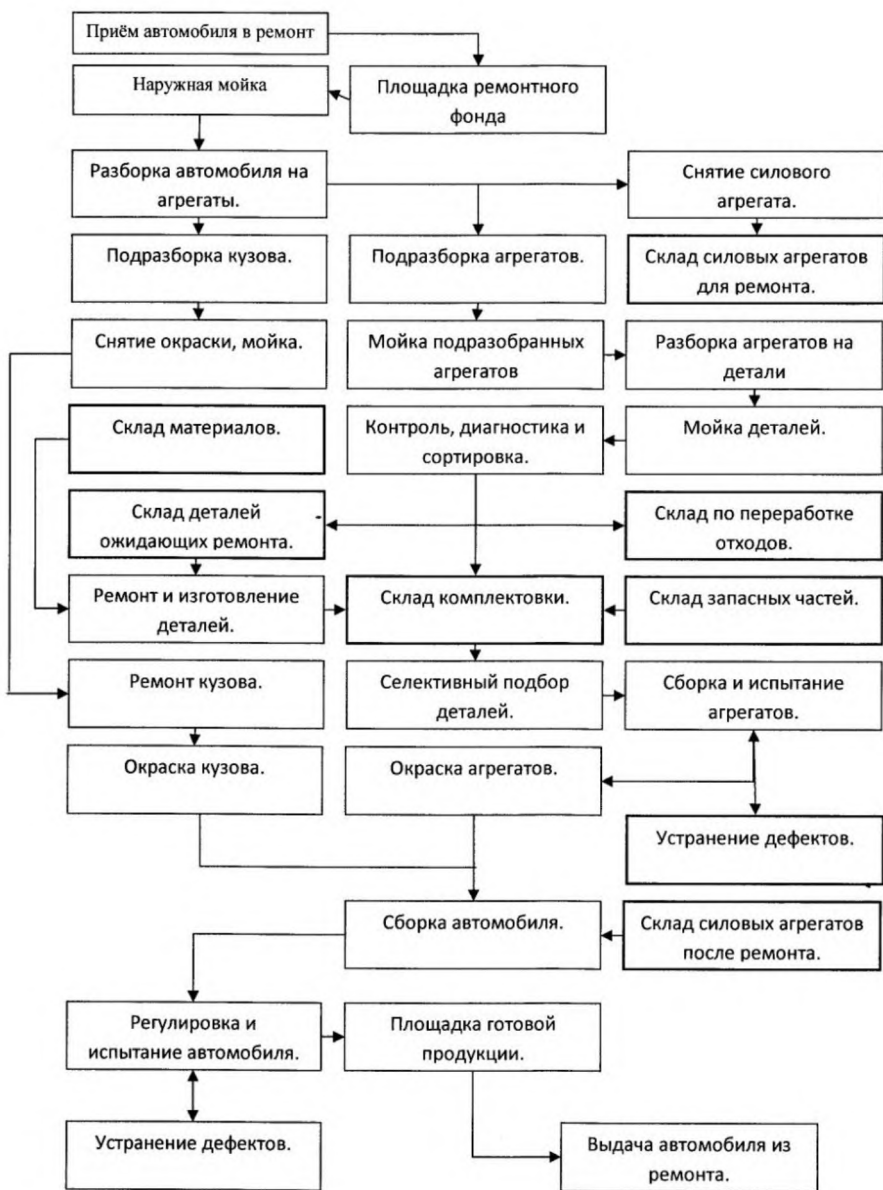 Приём автомобиля в ремонт
Наружная мойка
Площадка ремонтного
фонда
Разборка автомобиля на
агрегаты.
Снятие силового
агрегата.
Подразборка кузова.
Подразборка агрегатов.
Склад силовых агрегатов
для ремонта.
Снятие окраски, мойка.
Мойка подразобранных
агрегатов
Разборка агрегатов на
детали
Склад материалов.
Контроль, диагностика и
сортировка.
Мойка деталей.
Склад деталей
ожидающих ремонта.
Склад по переработке
отходов.
Ремонт и изготовление
деталей.
Склад комплектовки.
Склад запасных частей.
Ремонт кузова.
Селективный подбор
деталей.
Сборка и испытание
агрегатов.
Окраска кузова.
Окраска агрегатов.
Устранение дефектов.
Сборка автомобиля.
Склад силовых агрегатов
после ремонта.
Регулировка и
испытание автомобиля.
Площадка готовой
продукции.
Устранение дефектов.
Выдача автомобиля из
ремонта.